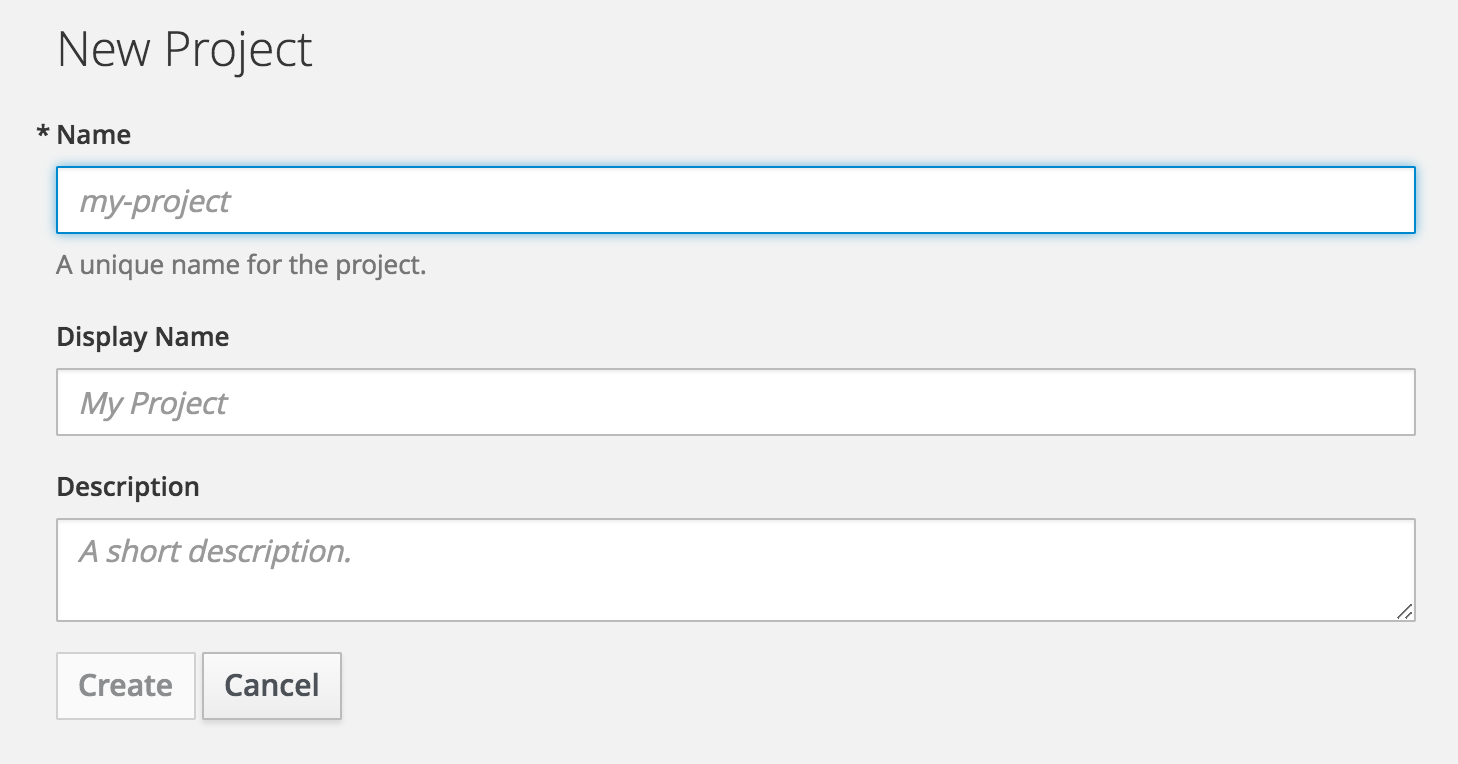 New Project
* Name
my-project
A unique name for the project.
Display Name
My Project
Description
A short description.
Create Cancel